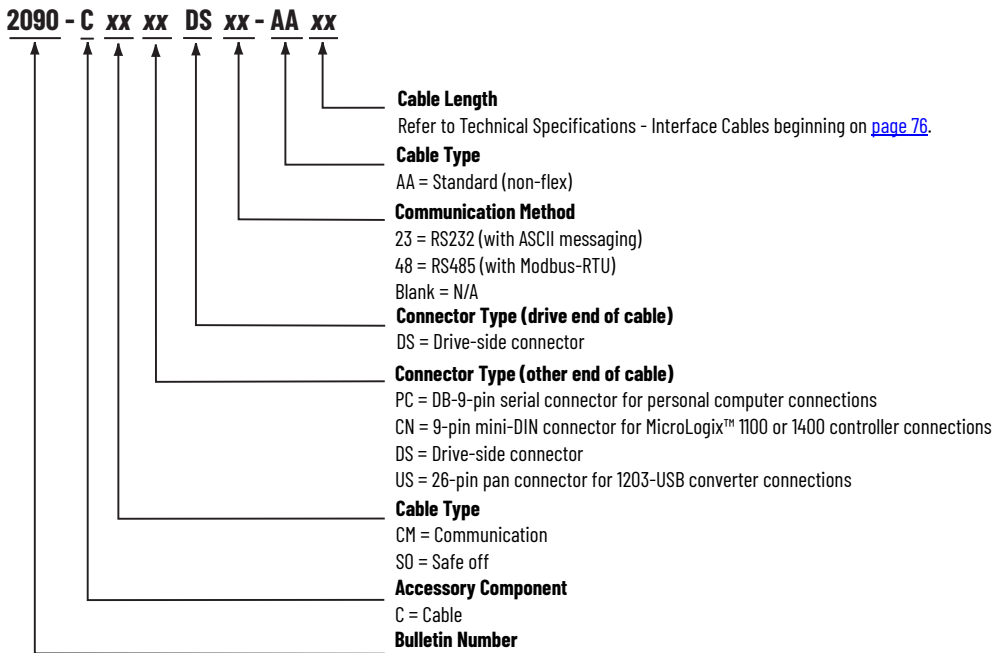 2090 - C xx xx DS xx - AA xx
Cable Length
Refer to Technical Specifications - Interface Cables beginning on page 76.
Cable Type
AA = Standard (non-flex)
Communication Method
23 = RS232 (with ASCII messaging)
48 = RS485 (with Modbus-RTU)
Blank = N/A
Connector Type (drive end of cable)
DS = Drive-side connector
Connector Type (other end of cable)
PC = DB-9-pin serial connector for personal computer connections
CN = 9-pin mini-DIN connector for MicroLogix™ 1100 or 1400 controller connections
DS = Drive-side connector
US = 26-pin pan connector for 1203-USB converter connections
Cable Type
CM = Communication
SO = Safe off
Accessory Component
C = Cable
Bulletin Number